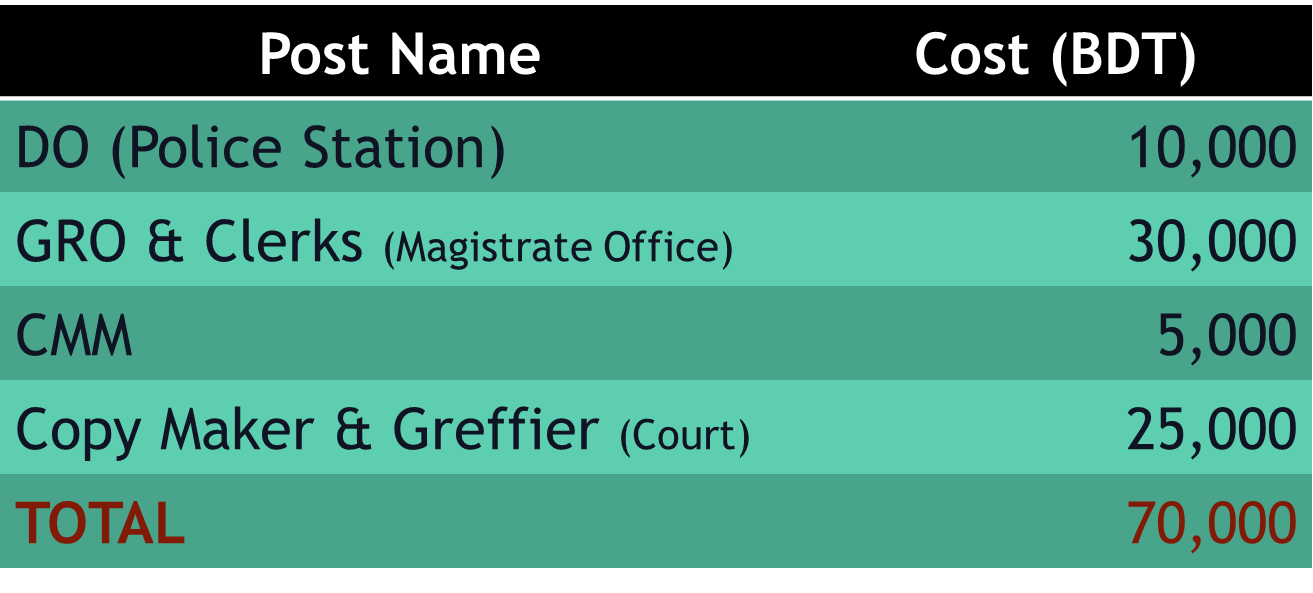 Post Name Cost (BDT)
DO (Police Station) 10,000
GRO & Clerks (Magistrate Office) 30,000
CMM 5,000
Copy Maker & Greffier (Court) 25,000
TOTAL 70,000